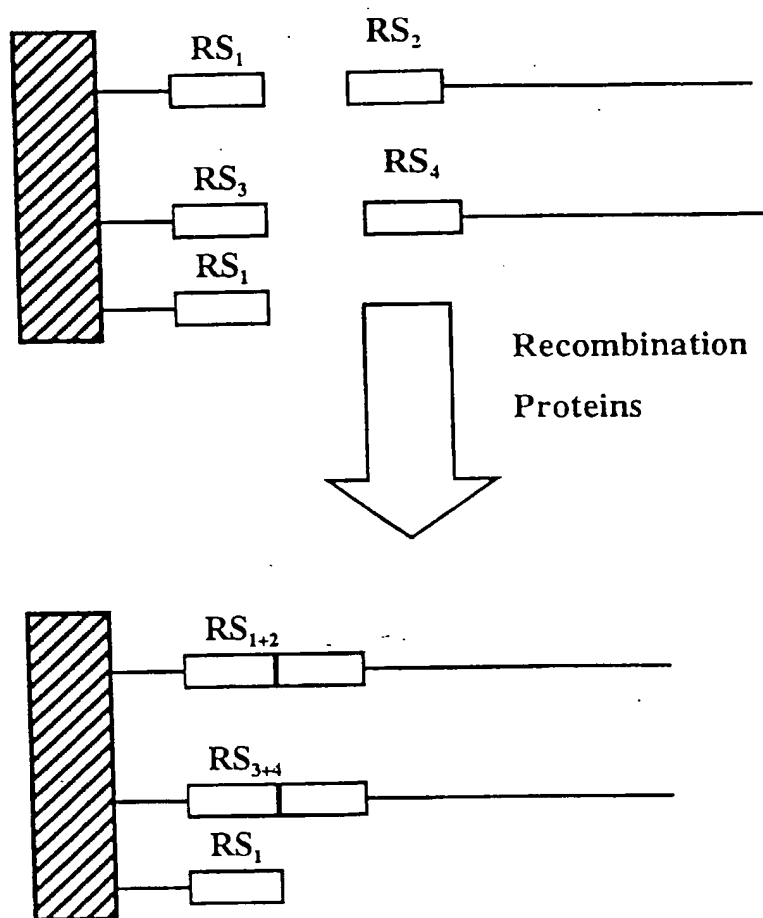 RS₁
RS₂
RS₃
RS₄
RS₁
Recombination
Proteins
RS₁₊₂
RS₃₊₄
RS₁